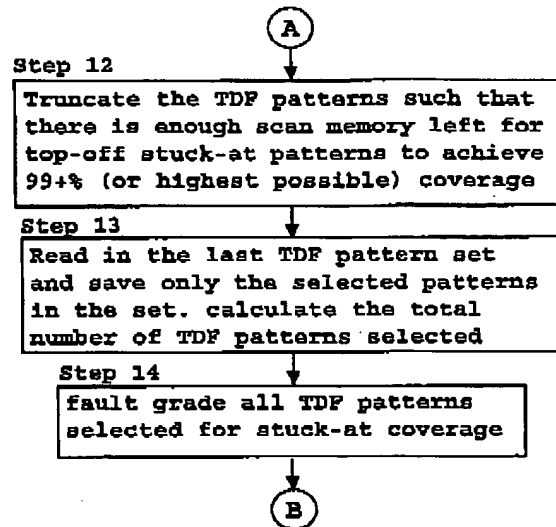 A
Step 12
Truncate the TDF patterns such that
there is enough scan memory left for
top-off stuck-at patterns to achieve
99+% (or highest possible) coverage
Step 13
Read in the last TDF pattern set
and save only the selected patterns
in the set. calculate the total
number of TDF patterns selected
Step 14
fault grade all TDF patterns
selected for stuck-at coverage
B